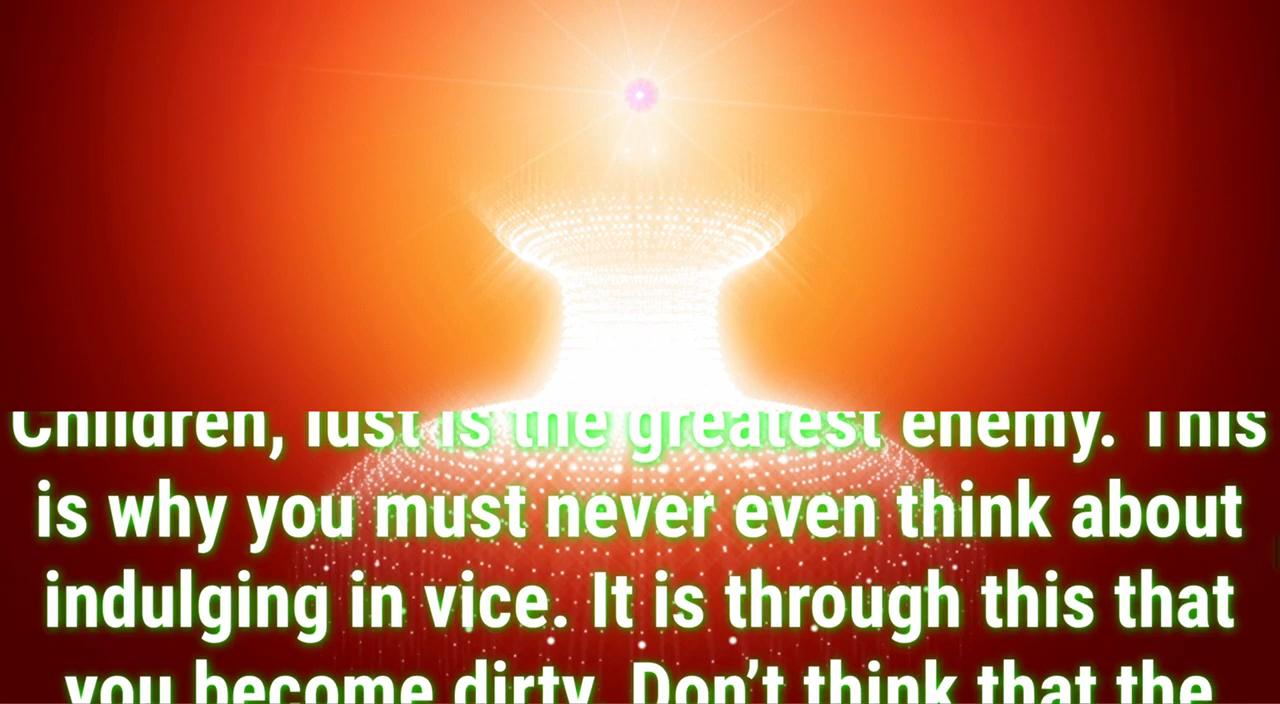 Children, lust is the greatest enemy. This
is why you must never even think about
indulging in vice. It is through this that
you become dirty. Don’t think that the